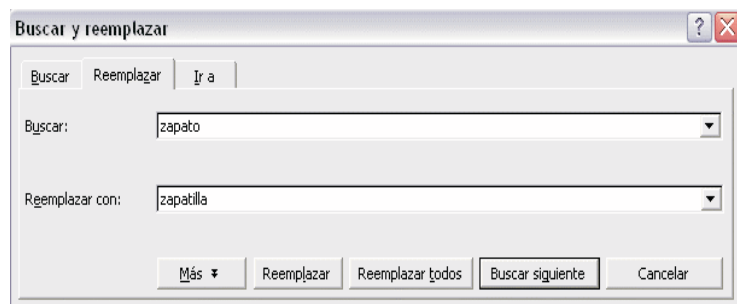 Buscar y reemplazar
Buscar Reemplazar Ir a
Buscar: zapato
Reemplazar con: zapatilla
Más Reemplazar Reemplazar todos Buscar siguiente Cancelar